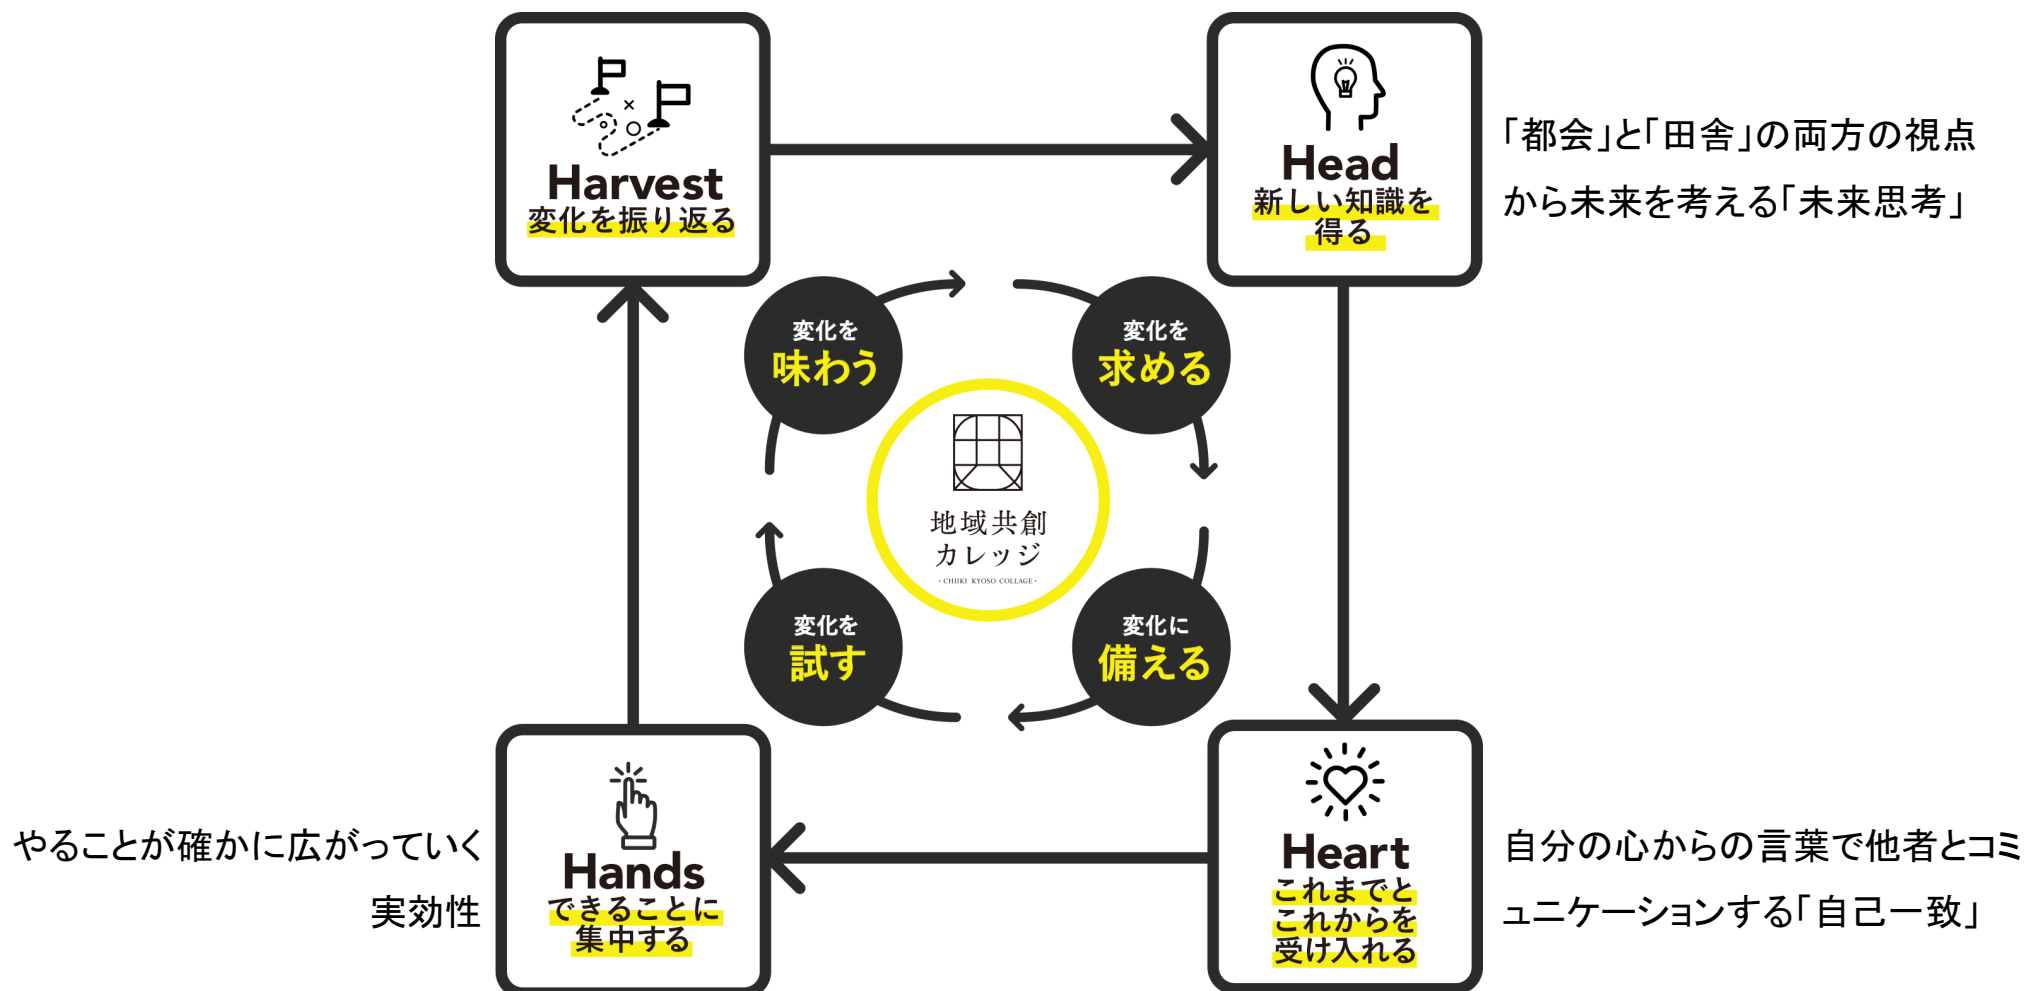 Harvest
変化を振り返る
Head
新しい知識を
得る
「都会」と「田舎」の両方の視点
から未来を考える「未来思考」
変化を
味わう
変化を
求める
地域共創
カレッジ
・CHIIKI KYOSO COLLAGE・
変化を
試す
変化に
備える
やることが確かに広がっていく
実効性
Hands
できることに
集中する
Heart
これまでと
これからを
受け入れる
自分の心からの言葉で他者とコミ
ュニケーションする「自己一致」